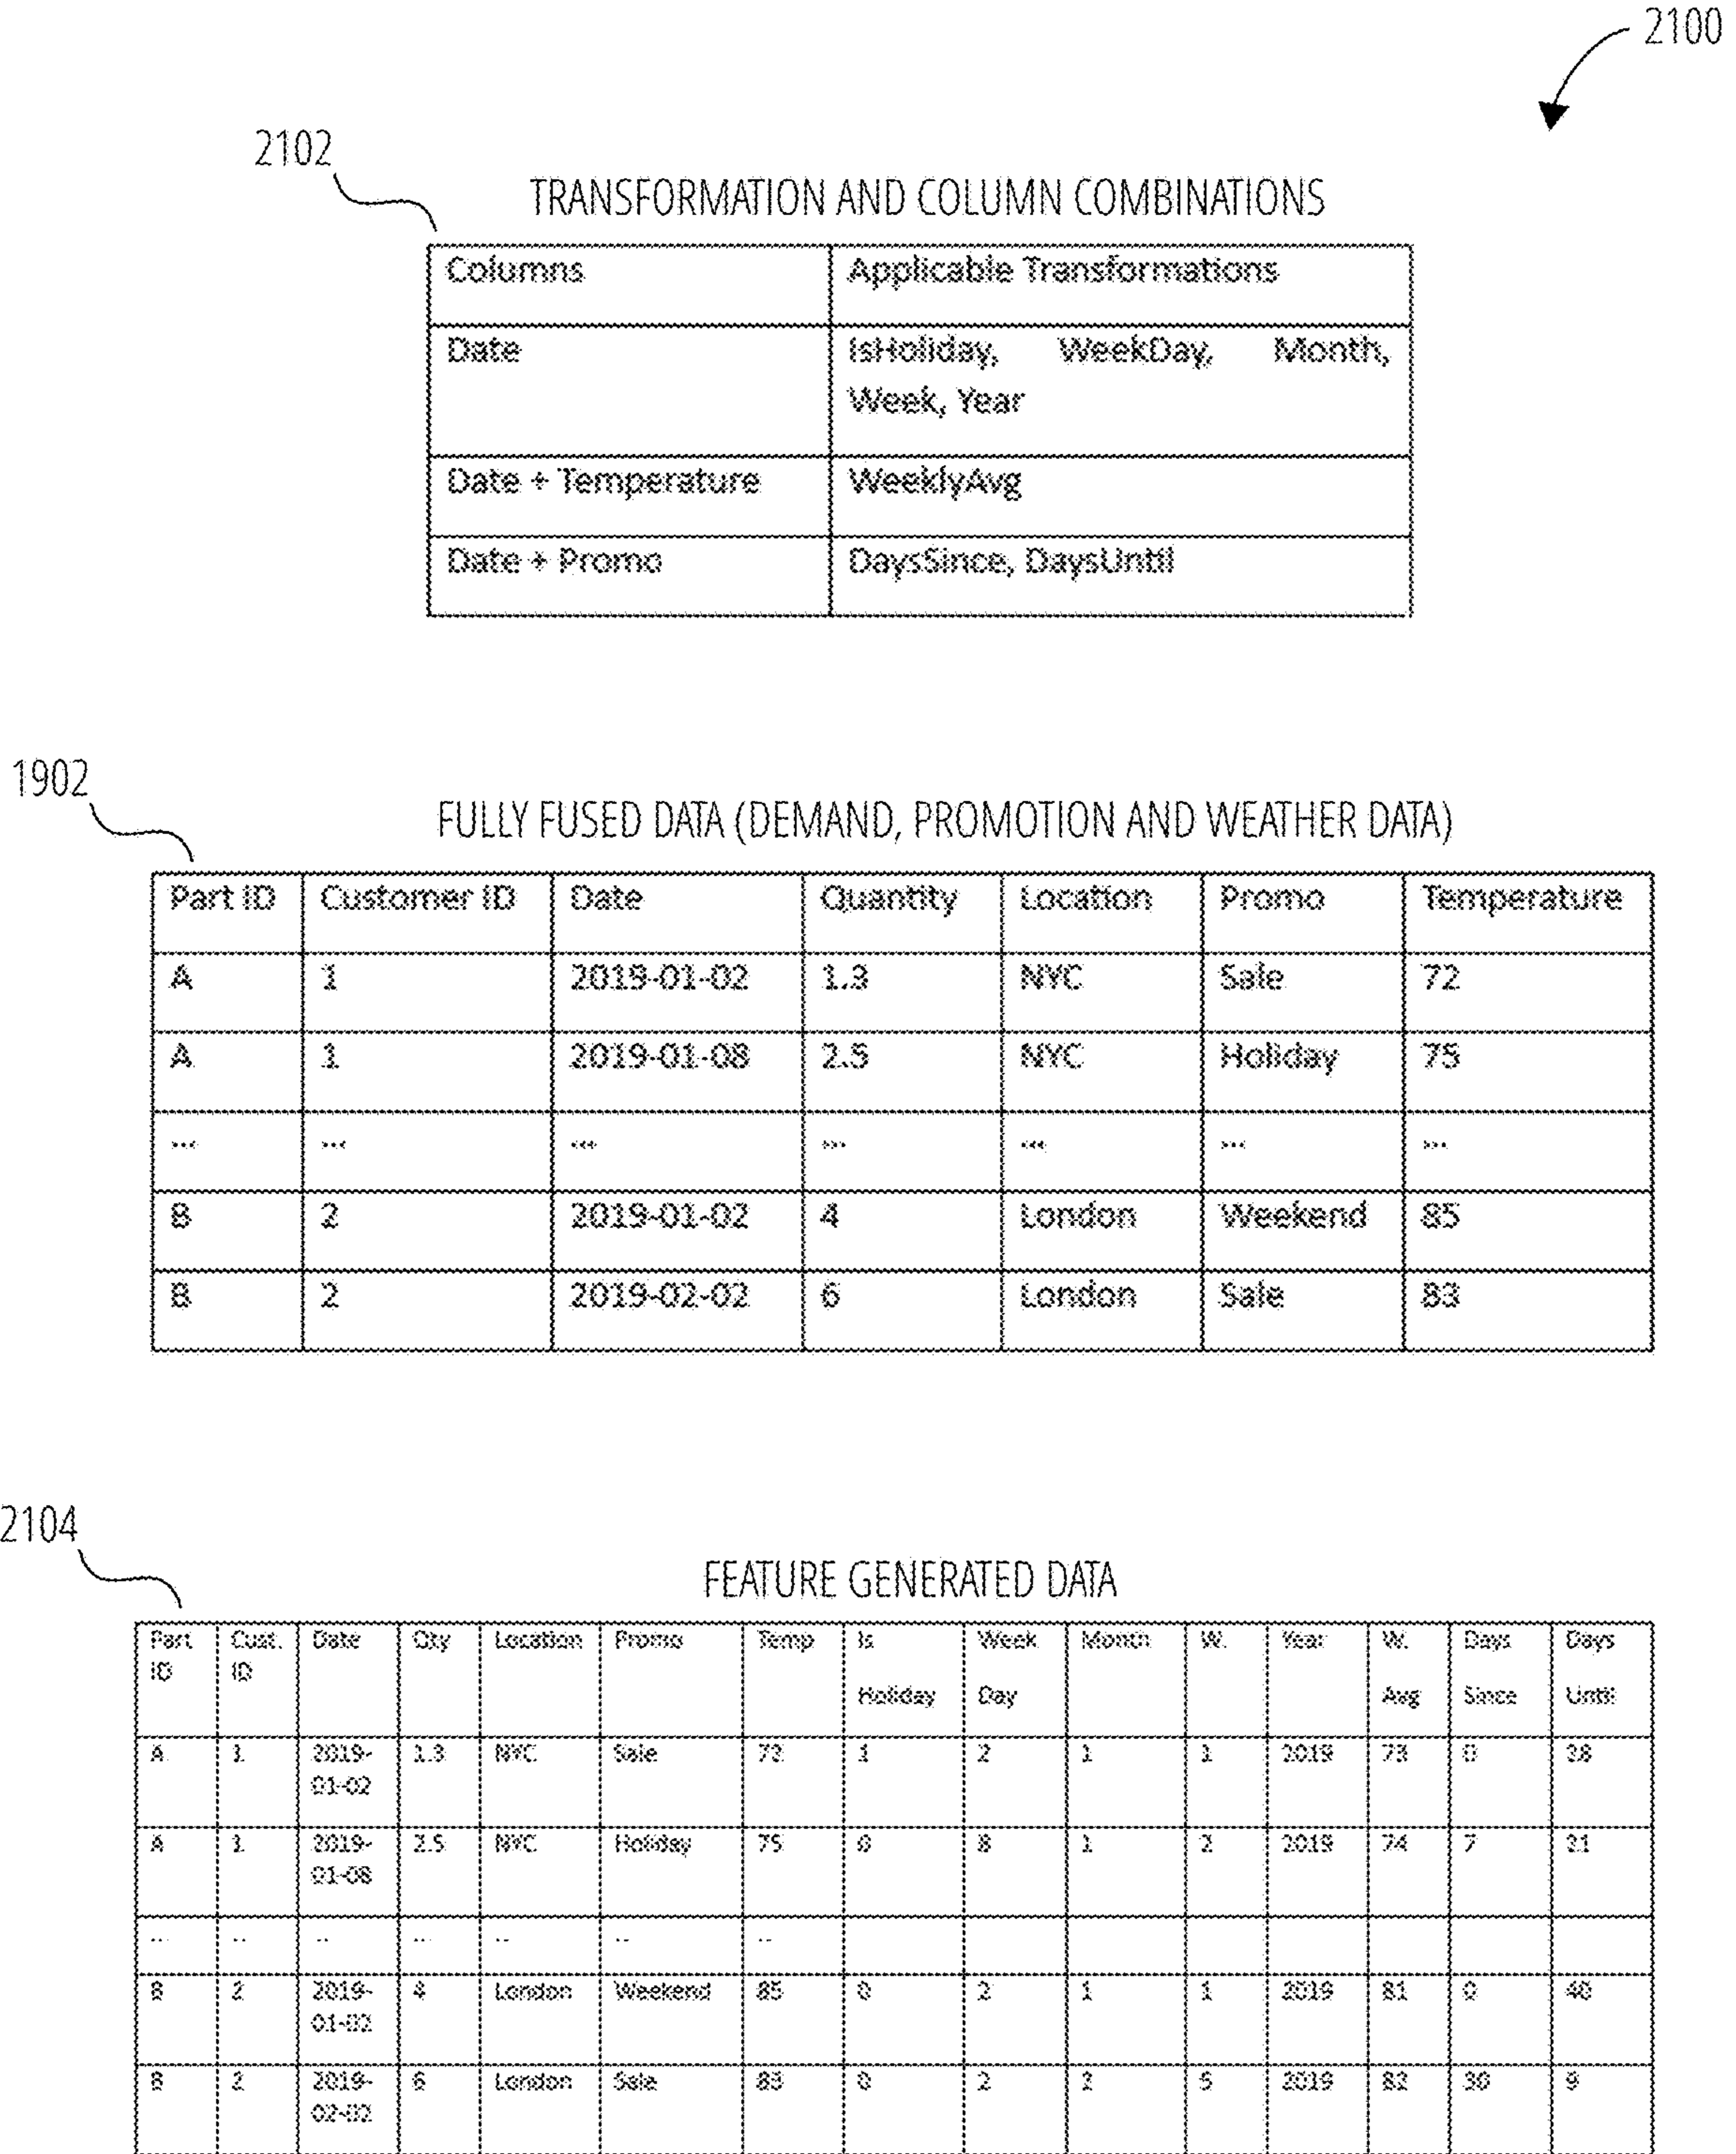 2100
2102
TRANSFORMATION AND COLUMN COMBINATIONS
Columns Applicable Transformations
Date IsHoliday, WeekDay, Month,
Week, Year
Date + Temperature WeeklyAvg
Date + Promo DaysSince, DaysUntil
1902
FULLY FUSED DATA (DEMAND, PROMOTION AND WEATHER DATA)
Part ID Customer ID Date Quantity Location Promo Temperature
A 1 2019-01-02 1.3 NYC Sale 72
A 1 2019-01-08 2.5 NYC Holiday 75
... ... ... ... ... ... ...
B 2 2019-01-02 4 London Weekend 85
B 2 2019-02-02 6 London Sale 83
2104
FEATURE GENERATED DATA
Part Cust. Date Qty Location Promo Temp Is Week Month W. Year W. Days Days
ID ID
Holiday Day Avg Since Until
A 1 2019- 1.3 NYC Sale 72 1 2 1 1 2019 73 0 28
01-02
A 1 2019- 2.5 NYC Holiday 75 0 8 1 2 2019 74 7 21
01-08
... .. .. ... .. .. ..
B 2 2019- 4 London Weekend 85 0 2 1 1 2019 81 0 40
01-02
B 2 2019- 6 London Sale 83 0 2 2 5 2019 82 30 9
02-02